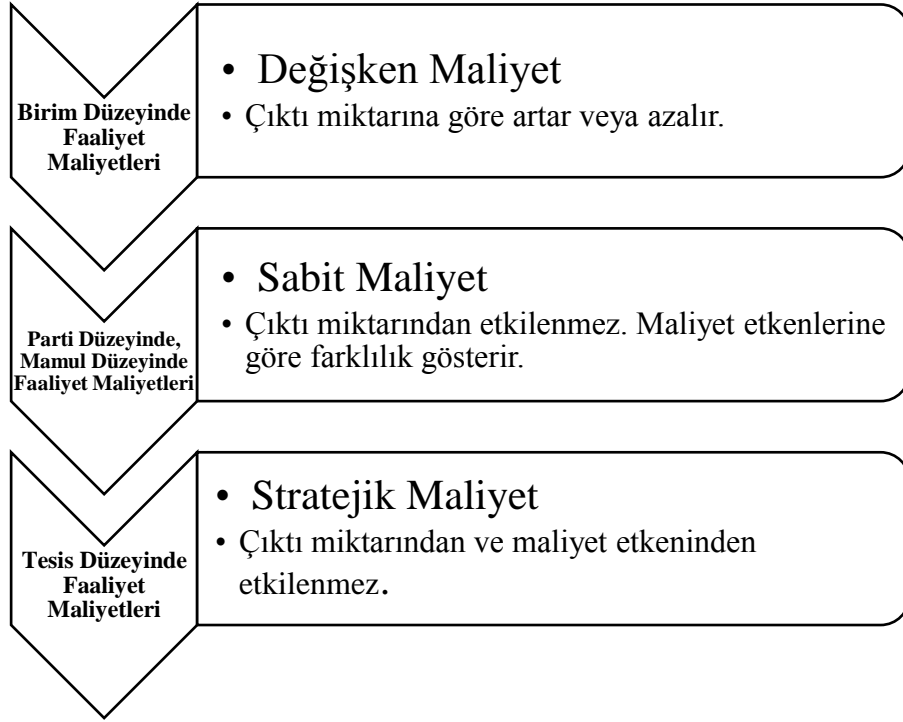 Birim Düzeyinde
Faaliyet
Maliyetleri
• Değişken Maliyet
• Çıktı miktarına göre artar veya azalır.
Parti Düzeyinde,
Mamul Düzeyinde
Faaliyet Maliyetleri
• Sabit Maliyet
• Çıktı miktarından etkilenmez. Maliyet etkenlerine
göre farklılık gösterir.
Tesis Düzeyinde
Faaliyet
Maliyetleri
• Stratejik Maliyet
• Çıktı miktarından ve maliyet etkeninden
etkilenmez.